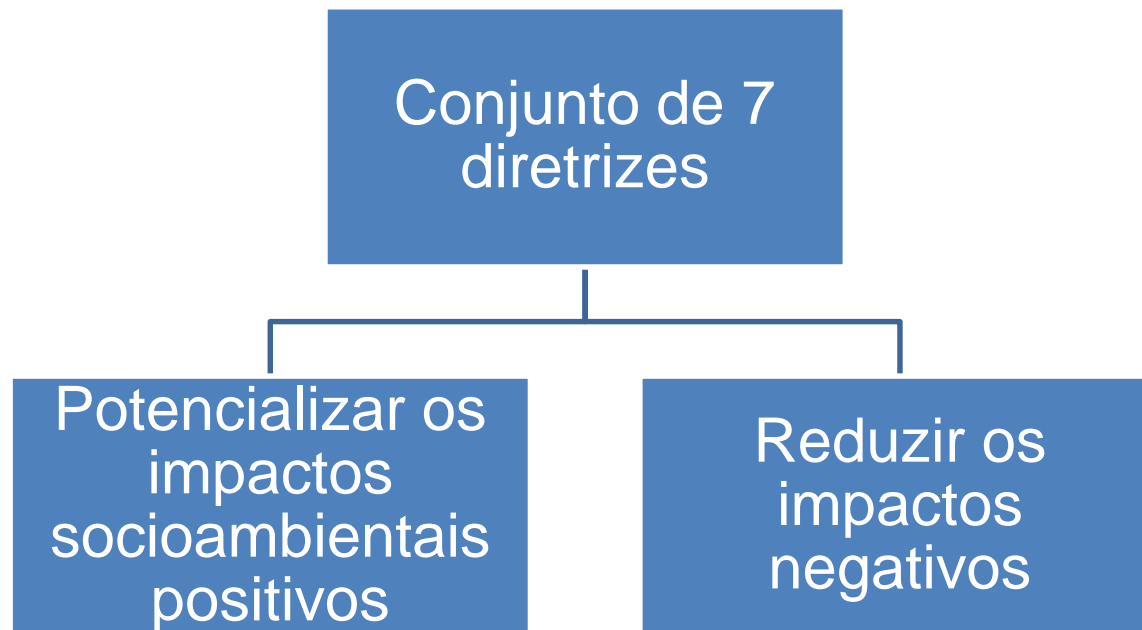 Conjunto de 7
diretrizes
Potencializar os
impactos
socioambientais
positivos
Reduzir os
impactos
negativos